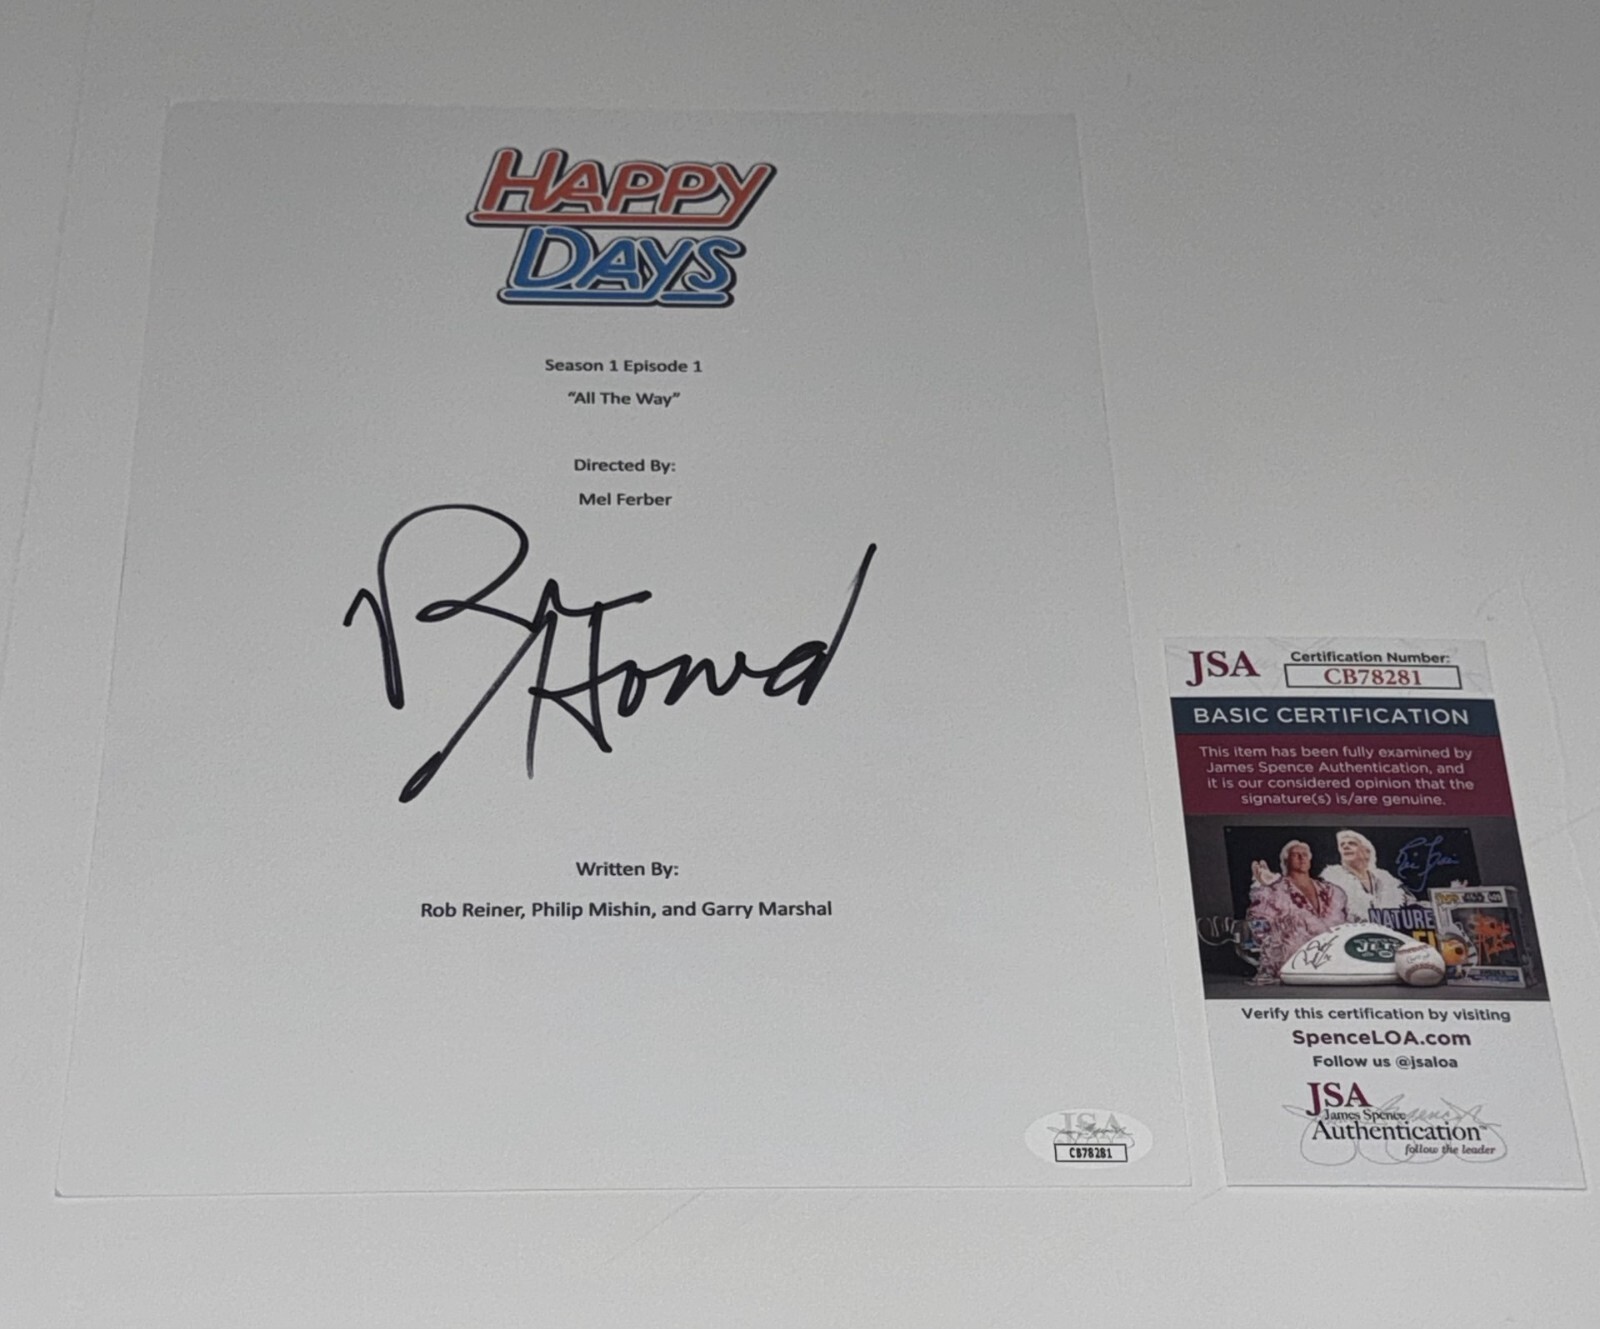 HAPPY
DAYS
Season 1 Episode 1
“All The Way”
Directed By:
Mel Ferber
Howard
Written By:
Rob Reiner, Philip Mishin, and Garry Marshal
JSA
CB78281
JSA
Certification Number:
CB78281
BASIC CERTIFICATION
This item has been fully examined by
James Spence Authentication, and
it is our considered opinion that the
signature(s) is/are genuine.
NATURE
JETS
Verify this certification by visiting
SpenceLOA.com
Follow us @jsaloa
JSA
James Spence
Authentication
follow the leader